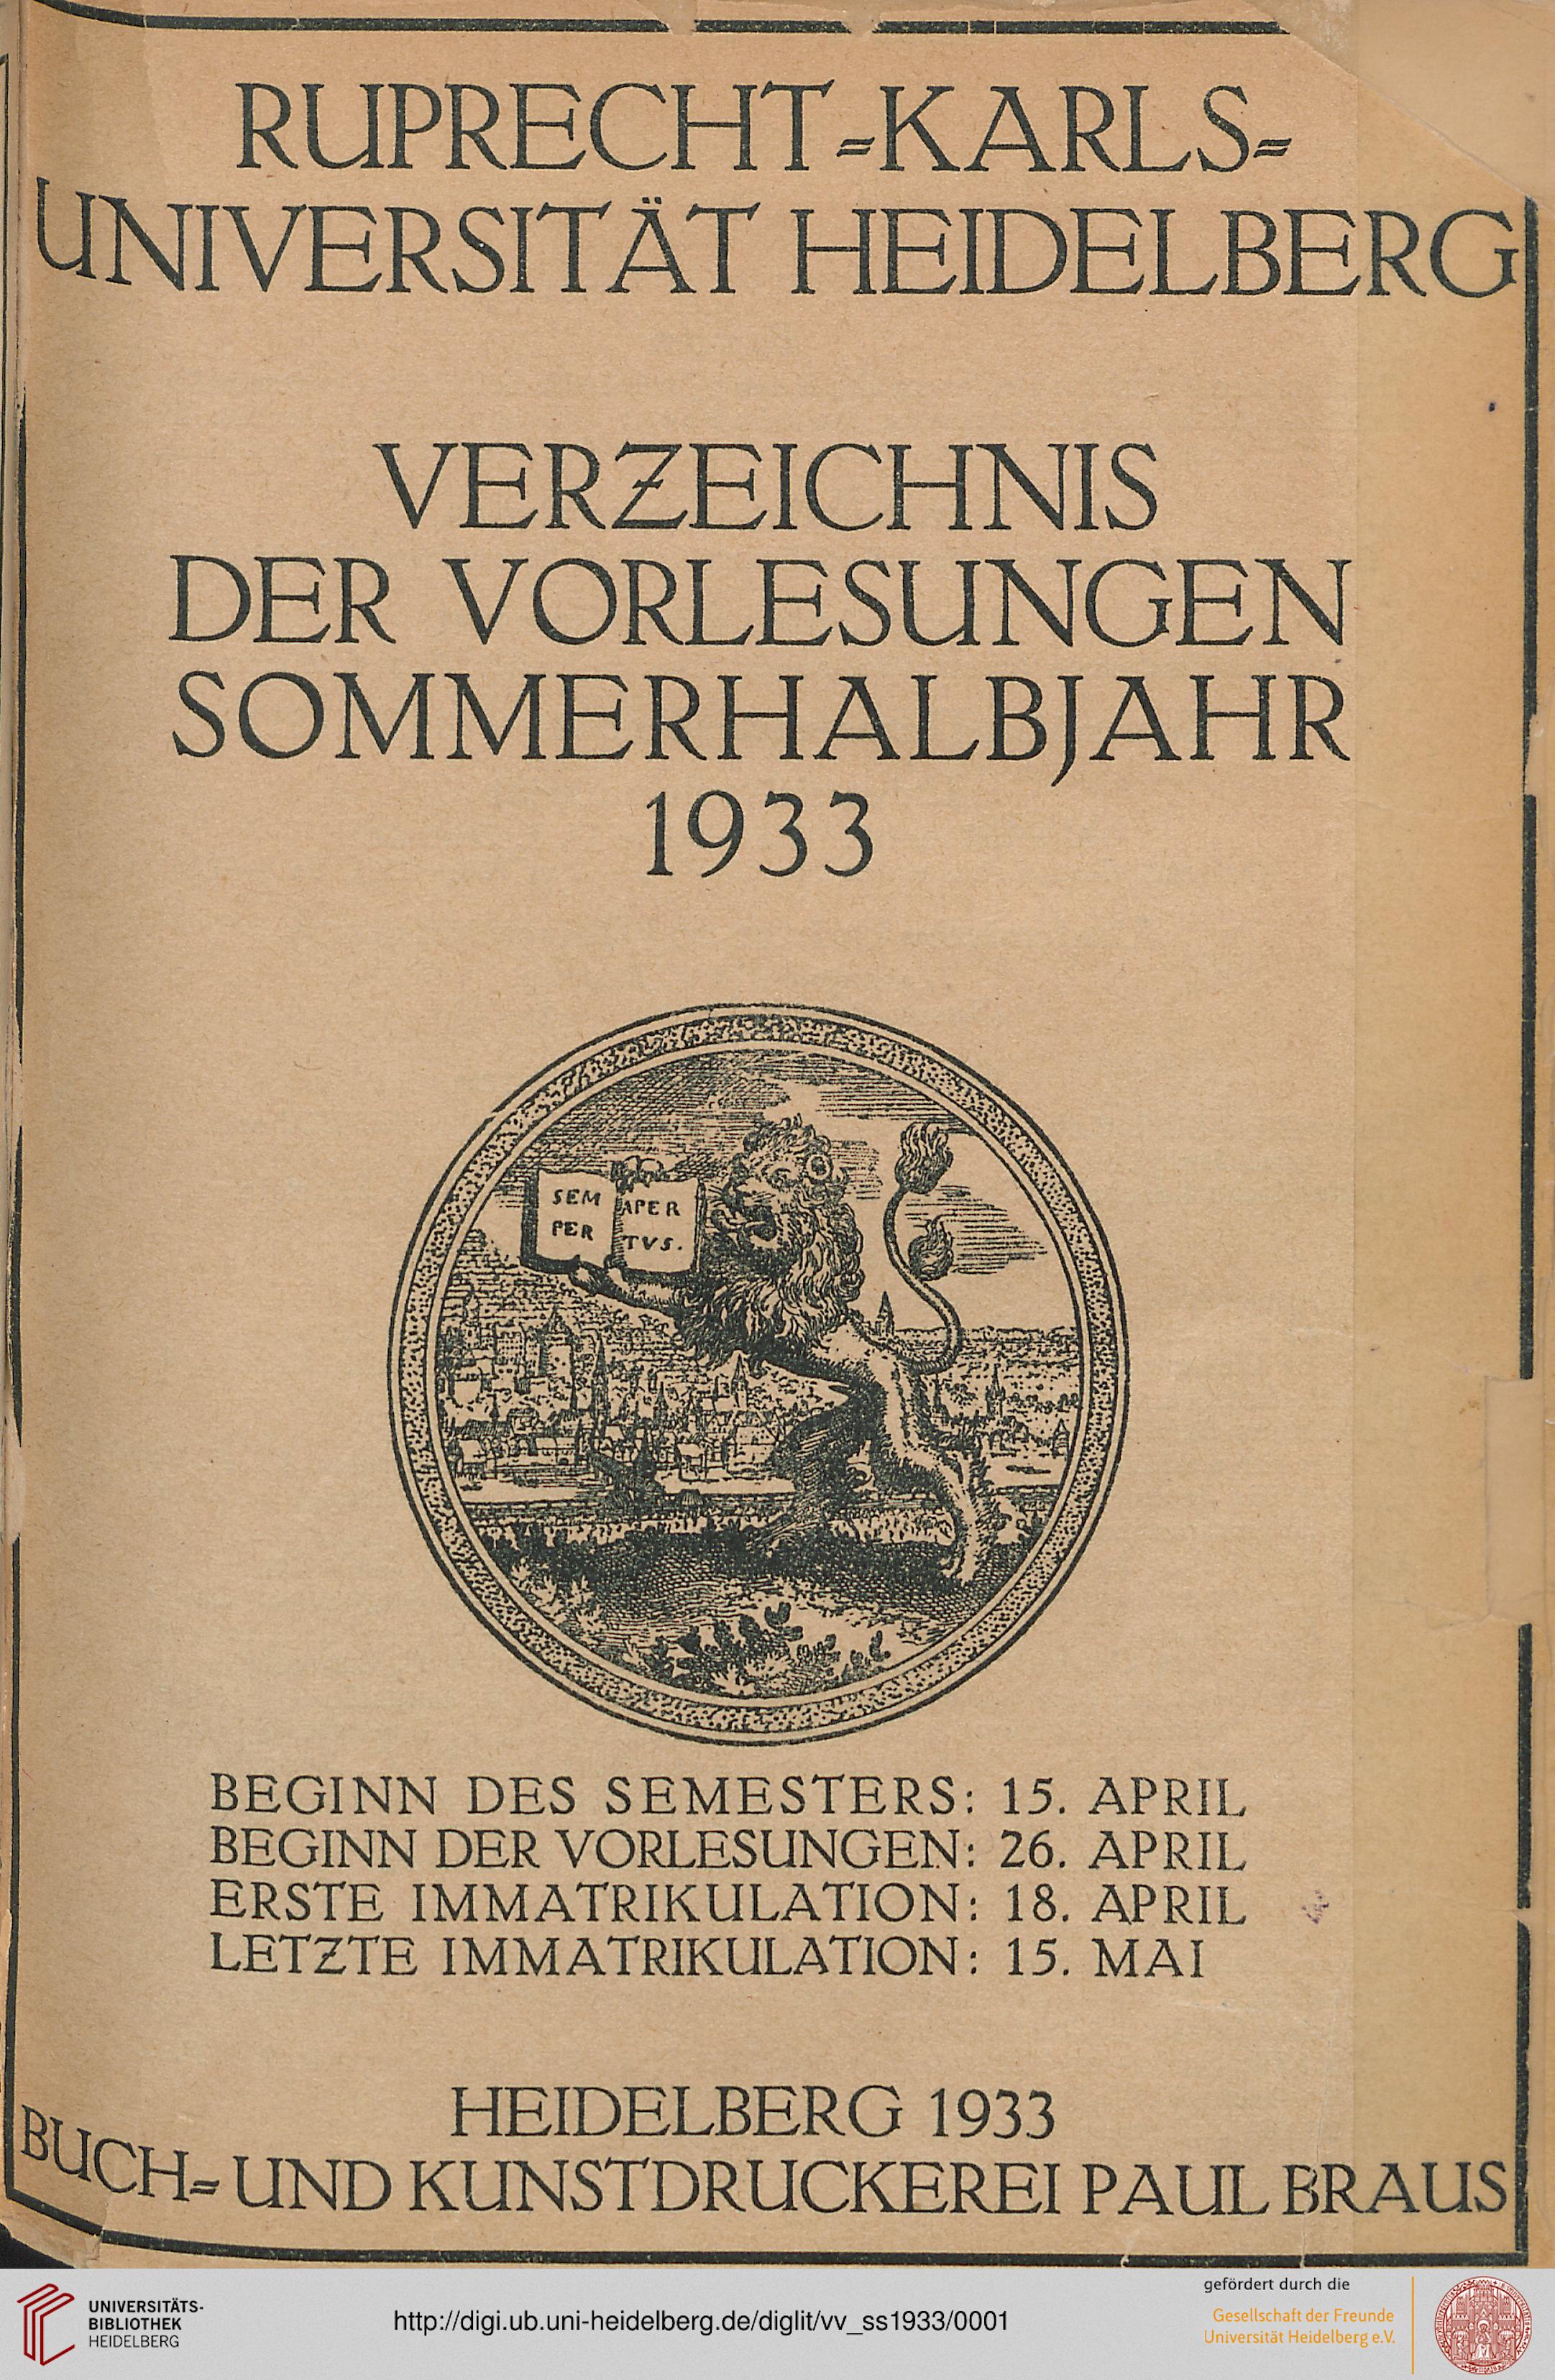 RUPRECHT-KARLS-
UNIVERSITÄT HEIDELBERG
VERZEICHNIS
DER VORLESUNGEN
SOMMERHALBJAHR
1933
SEM APER
PER TVS.
BEGINN DES SEMESTERS: 15. APRIL
BEGINN DER VORLESUNGEN: 26. APRIL
ERSTE IMMATRIKULATION: 18. APRIL
LETZTE IMMATRIKULATION: 15. MAI
HEIDELBERG 1933
BUCH- UND KUNSTDRUCKEREI PAUL BRAUS
UNIVERSITÄTS-
BIBLIOTHEK
HEIDELBERG
http://digi.ub.uni-heidelberg.de/diglit/vv_ss1933/0001
gefördert durch die
Gesellschaft der Freunde
Universität Heidelberg e.V.